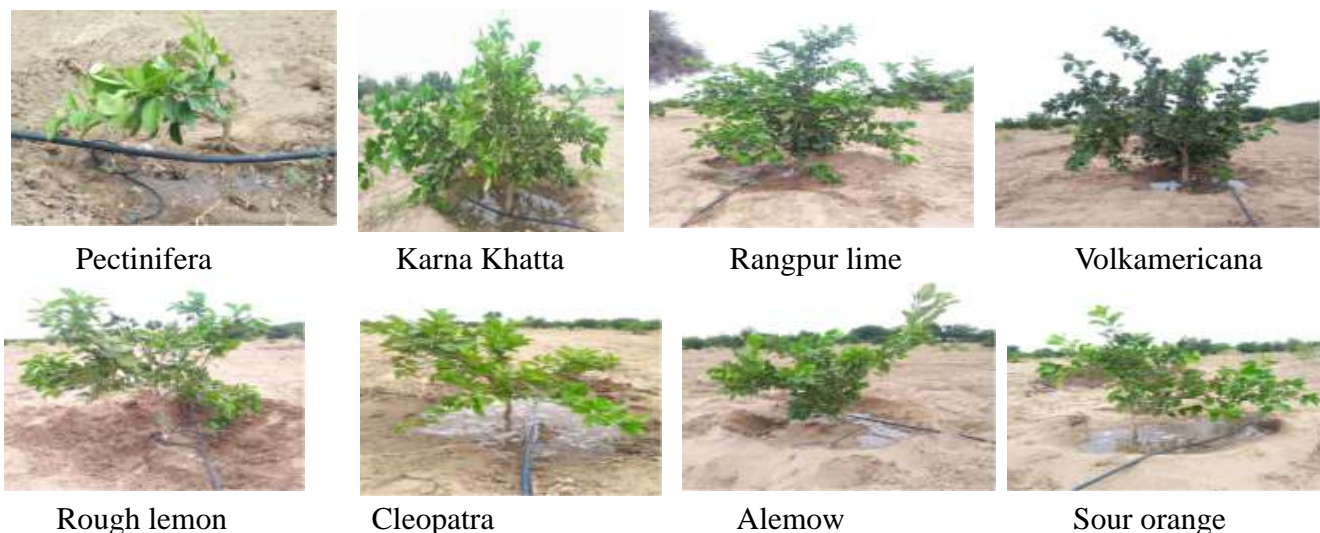 Pectinifera Karna Khatta Rangpur lime Volkamericana
Rough lemon Cleopatra Alemow Sour orange